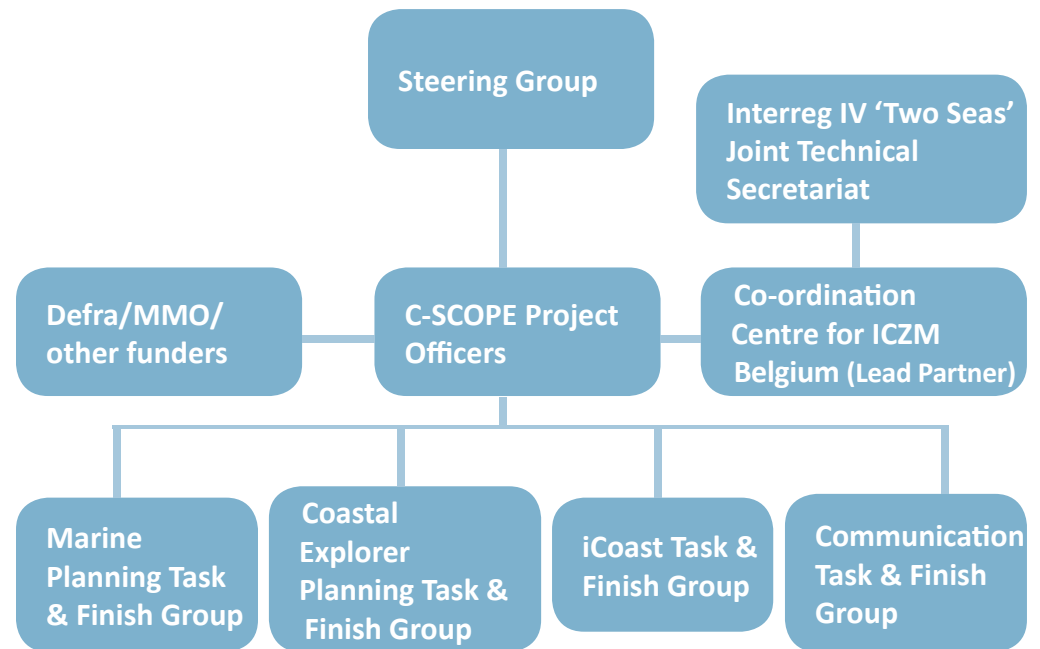 Steering Group
Interreg IV ‘Two Seas’
Joint Technical
Secretariat
Defra/MMO/
other funders
C-SCOPE Project
Officers
Co-ordination
Centre for ICZM
Belgium (Lead Partner)
Marine
Planning Task
& Finish Group
Coastal
Explorer
Planning Task &
Finish Group
iCoast Task &
Finish Group
Communication
Task & Finish
Group